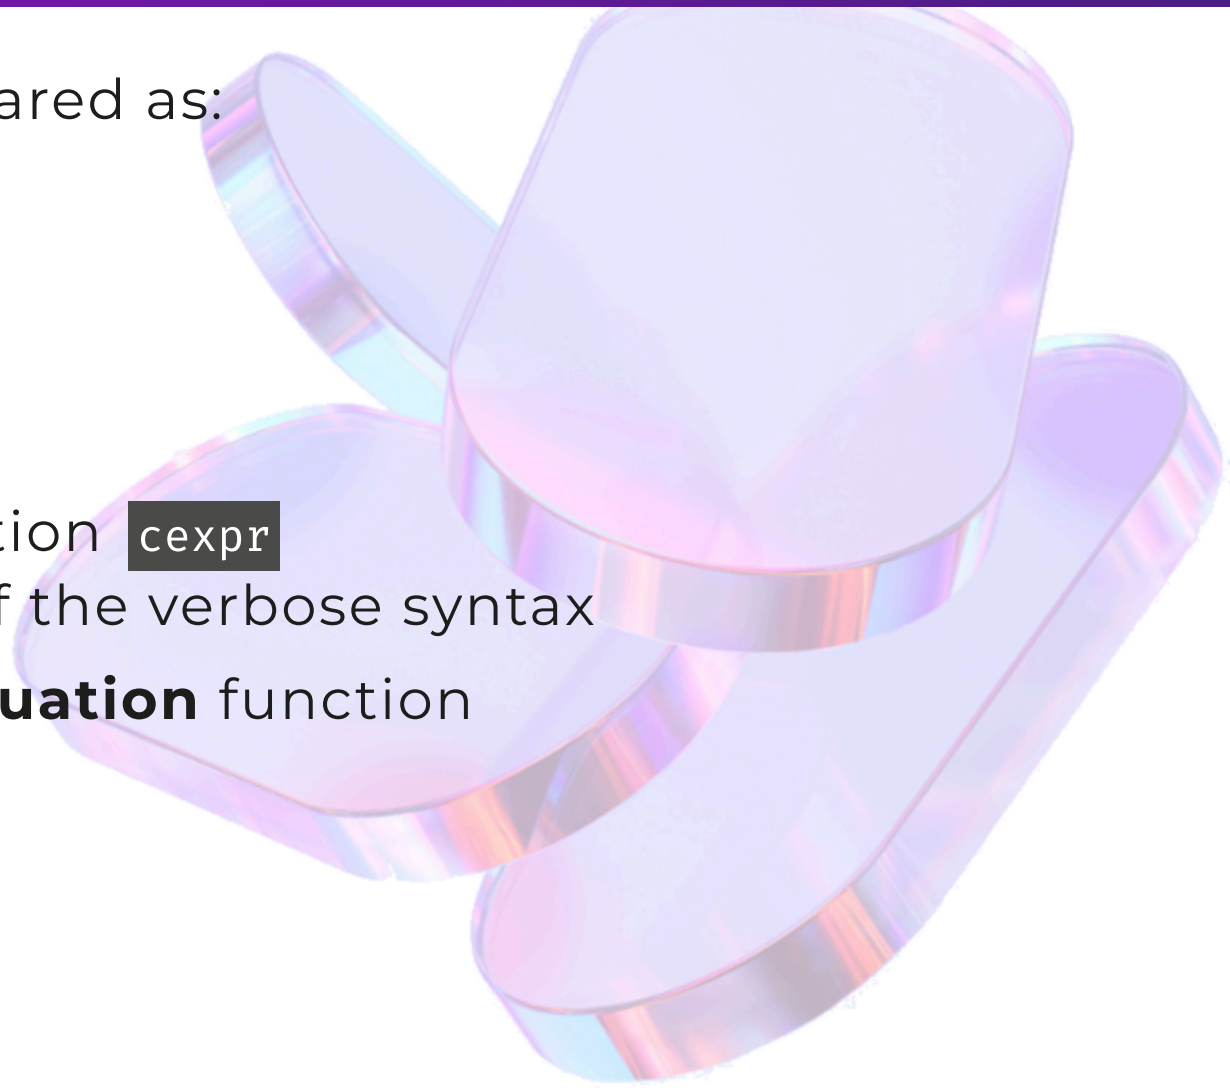 ared as:
tion cexpr
f the verbose syntax
uation function